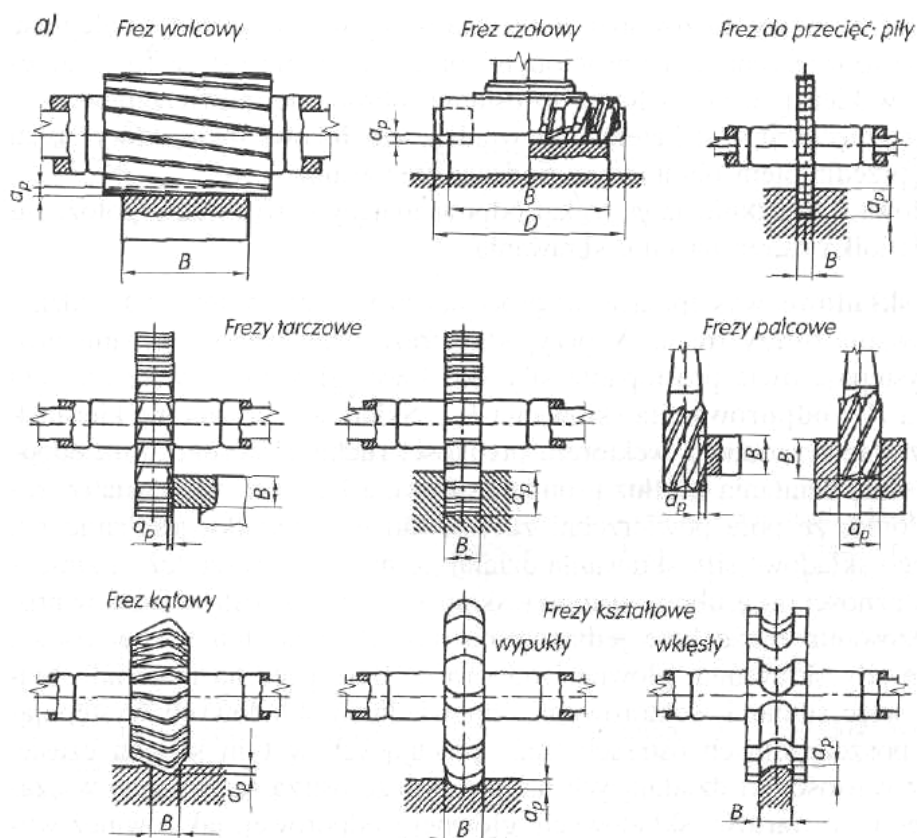 a) Frez walcowy
Frez czołowy
Frez do przecięć; piły
a_p
B
a_p
B
D
a_p
B
Frezy tarczowe
Frezy palcowe
a_p
B
a_p
B
a_p
B
B
a_p
Frez kątowy
Frezy kształtowe
wypukły
wklęsły
a_p
B
a_p
B
a_p
B